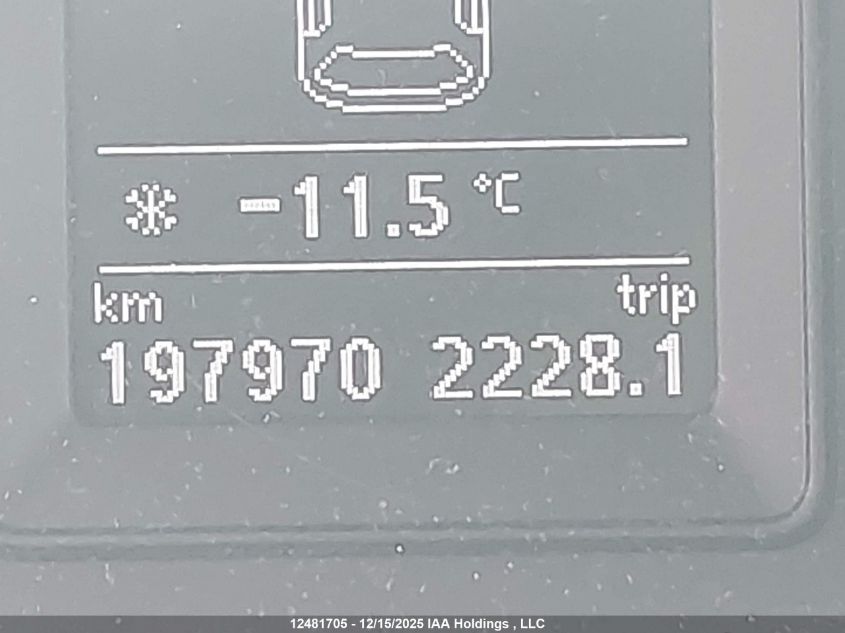 -11.5 °C
km trip
197970 2228.1
12481705 - 12/15/2025 IAA Holdings , LLC